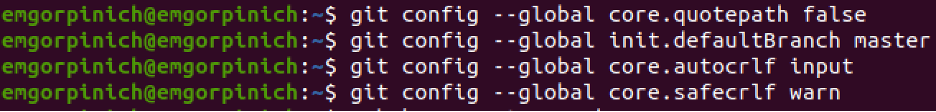 emgorpinich@emgorpinich:~$ git config --global core.quotepath false
emgorpinich@emgorpinich:~$ git config --global init.defaultBranch master
emgorpinich@emgorpinich:~$ git config --global core.autocrlf input
emgorpinich@emgorpinich:~$ git config --global core.safecrlf warn